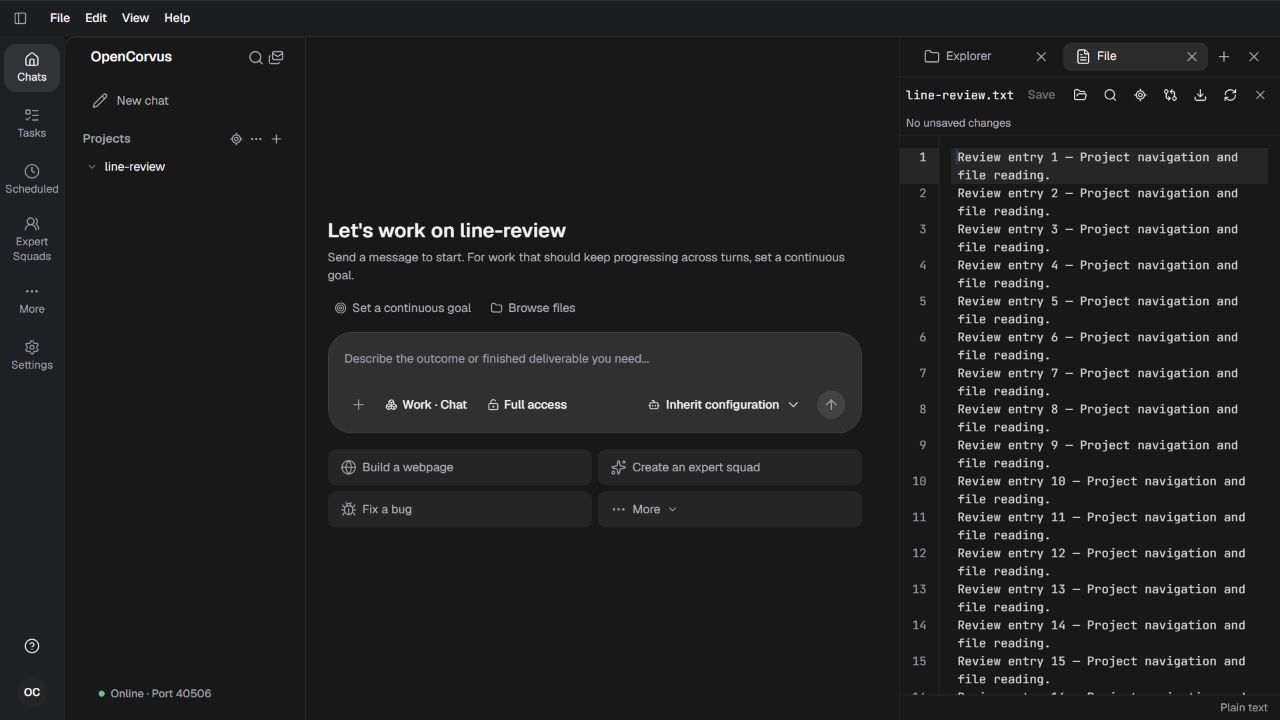 File Edit View Help
Chats
Tasks
Scheduled
Expert
Squads
More
Settings
OC
OpenCorvus
New chat
Projects
line-review
Online · Port 40506
Let's work on line-review
Send a message to start. For work that should keep progressing across turns, set a continuous
goal.
Set a continuous goal Browse files
Describe the outcome or finished deliverable you need...
Work · Chat Full access Inherit configuration
Build a webpage Create an expert squad
Fix a bug More
Explorer File
line-review.txt Save
No unsaved changes
1 Review entry 1 — Project navigation and
file reading.
2 Review entry 2 — Project navigation and
file reading.
3 Review entry 3 — Project navigation and
file reading.
4 Review entry 4 — Project navigation and
file reading.
5 Review entry 5 — Project navigation and
file reading.
6 Review entry 6 — Project navigation and
file reading.
7 Review entry 7 — Project navigation and
file reading.
8 Review entry 8 — Project navigation and
file reading.
9 Review entry 9 — Project navigation and
file reading.
10 Review entry 10 — Project navigation and
file reading.
11 Review entry 11 — Project navigation and
file reading.
12 Review entry 12 — Project navigation and
file reading.
13 Review entry 13 — Project navigation and
file reading.
14 Review entry 14 — Project navigation and
file reading.
15 Review entry 15 — Project navigation and
file reading.
Plain text